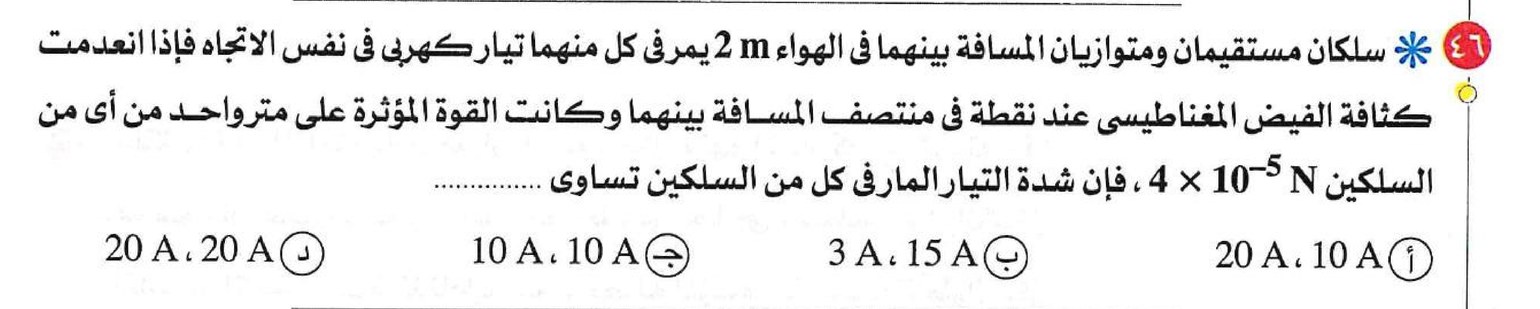 ٤٦ * سلكان مستقيمان ومتوازيان المسافة بينهما فى الهواء 2 m يمر فى كل منهما تيار كهربى فى نفس الاتجاه فإذا انعدمت
كثافة الفيض المغناطيسى عند نقطة فى منتصف المسافة بينهما وكانت القوة المؤثرة على متر واحد من أى من
السلكين 4 × 10⁻⁵ N ، فإن شدة التيار المار فى كل من السلكين تساوى ...............
أ 20 A ، 10 A ب 3 A ، 15 A ج 10 A ، 10 A د 20 A ، 20 A